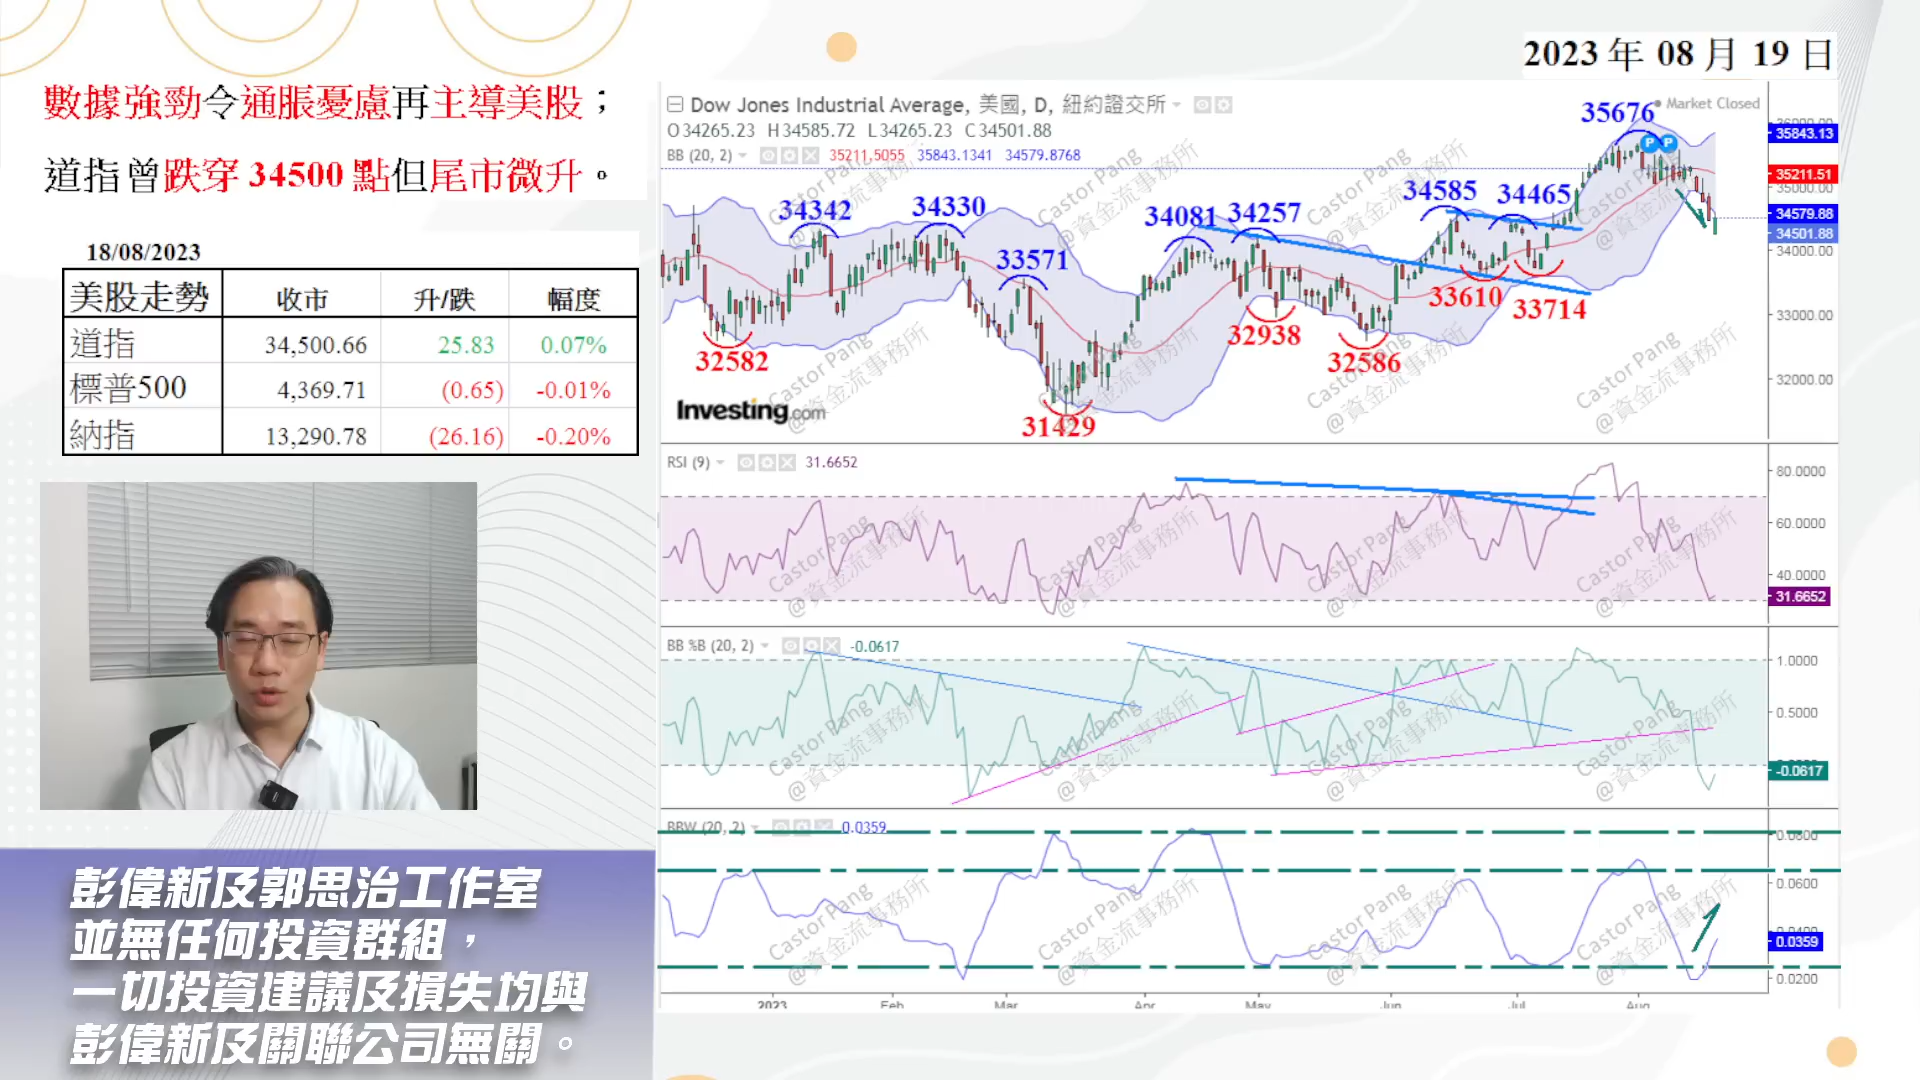 2023 年 08 月 19 日
數據強勁令通脹憂慮再主導美股；
道指曾跌穿 34500 點但尾市微升。
18/08/2023
美股走勢 收市 升/跌 幅度
道指 34,500.66 25.83 0.07%
標普500 4,369.71 (0.65) -0.01%
納指 13,290.78 (26.16) -0.20%
彭偉新及郭思治工作室
並無任何投資群組，
一切投資建議及損失均與
彭偉新及關聯公司無關。
Dow Jones Industrial Average, 美國, D, 紐約證交所
Market Closed
O34265.23 H34585.72 L34265.23 C34501.88
BB (20, 2) 35211.5055 35843.1341 34579.8768
35676
34342
34330
33571
34081
34257
34585
34465
32582
31429
32938
32586
33610
33714
35843.13
35211.51
35000.00
34579.88
34501.88
34000.00
33000.00
32000.00
P P
Investing.com
Castor Pang
@資金流事務所
RSI (9) 31.6652
80.0000
60.0000
40.0000
31.6652
BB %B (20, 2) -0.0617
1.0000
0.5000
-0.0617
BBW (20, 2) 0.0359
0.0800
0.0600
0.0359
0.0200
2023 Feb Mar Apr May Jun Jul Aug